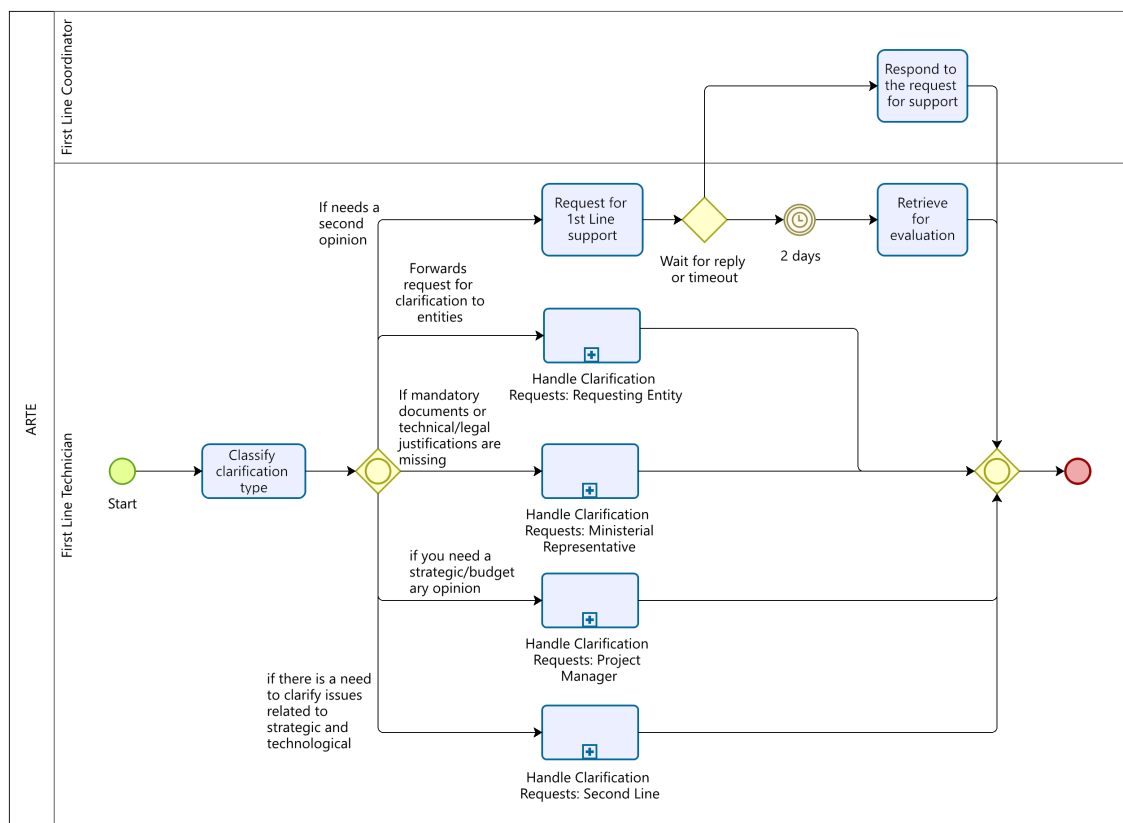 ARTE
First Line Coordinator
First Line Technician
Respond to
the request
for support
If needs a
second
opinion
Request for
1st Line
support
Wait for reply
or timeout
2 days
Retrieve
for
evaluation
Forwards
request for
clarification to
entities
Handle Clarification
Requests: Requesting Entity
If mandatory
documents or
technical/legal
justifications are
missing
Start
Classify
clarification
type
Handle Clarification
Requests: Ministerial
Representative
if you need a
strategic/budget
ary opinion
Handle Clarification
Requests: Project
Manager
if there is a need
to clarify issues
related to
strategic and
technological
Handle Clarification
Requests: Second Line